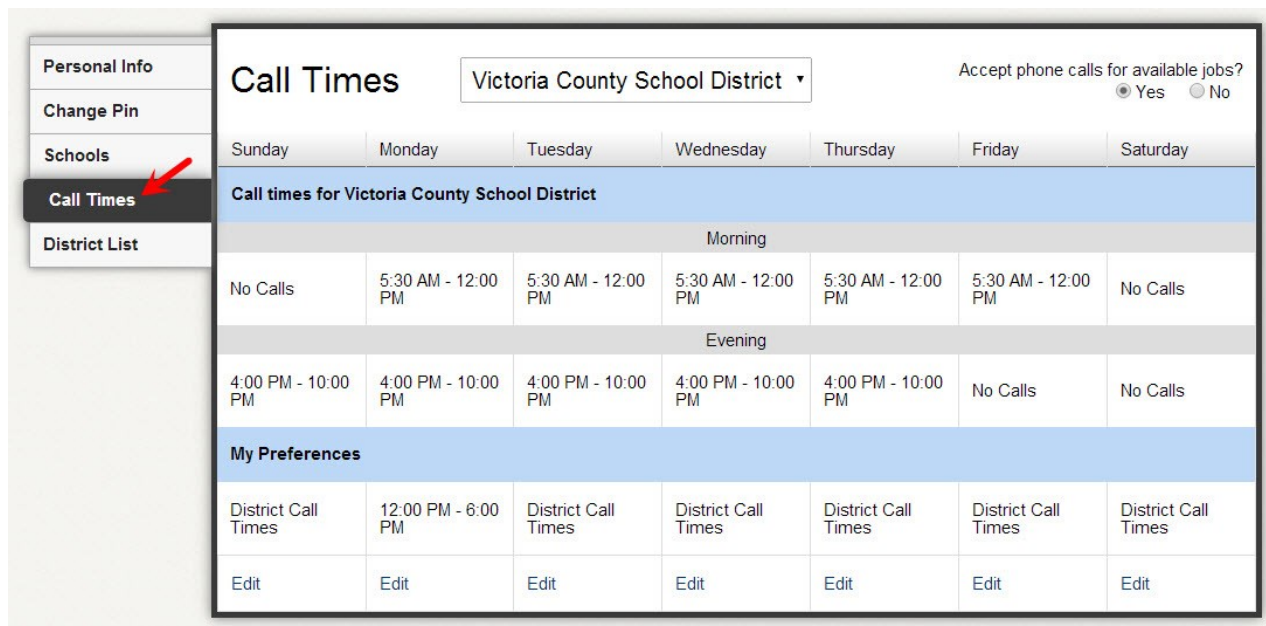 Personal Info
Change Pin
Schools
Call Times
District List
Call Times
Victoria County School District
Accept phone calls for available jobs?
Yes No
Sunday Monday Tuesday Wednesday Thursday Friday Saturday
Call times for Victoria County School District
Morning
No Calls 5:30 AM - 12:00 PM 5:30 AM - 12:00 PM 5:30 AM - 12:00 PM 5:30 AM - 12:00 PM 5:30 AM - 12:00 PM No Calls
Evening
4:00 PM - 10:00 PM 4:00 PM - 10:00 PM 4:00 PM - 10:00 PM 4:00 PM - 10:00 PM 4:00 PM - 10:00 PM No Calls No Calls
My Preferences
District Call Times 12:00 PM - 6:00 PM District Call Times District Call Times District Call Times District Call Times District Call Times
Edit Edit Edit Edit Edit Edit Edit